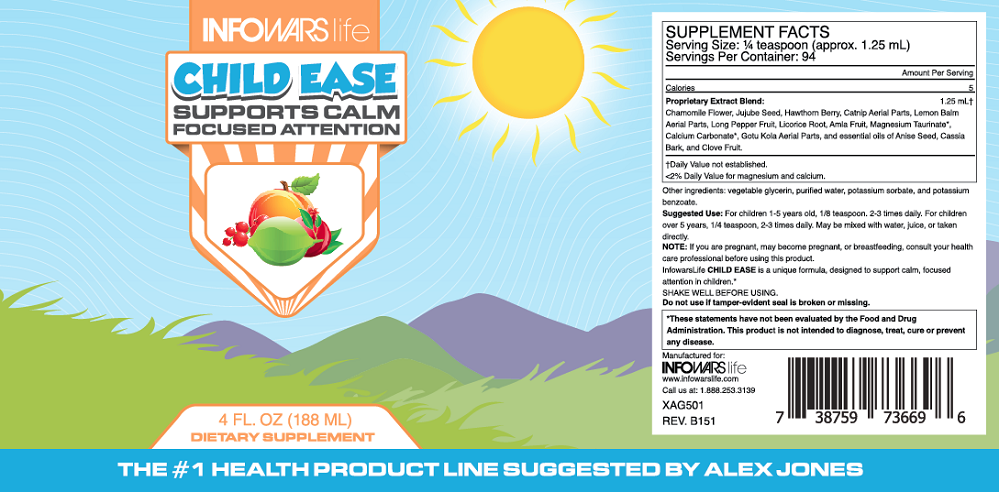 INFOWARS life
CHILD EASE
SUPPORTS CALM
FOCUSED ATTENTION
4 FL. OZ (188 ML)
DIETARY SUPPLEMENT
SUPPLEMENT FACTS
Serving Size: ¼ teaspoon (approx. 1.25 mL)
Servings Per Container: 94
Amount Per Serving
Calories 5
Proprietary Extract Blend: 1.25 mL†
Chamomile Flower, Jujube Seed, Hawthorn Berry, Catnip Aerial Parts, Lemon Balm
Aerial Parts, Long Pepper Fruit, Licorice Root, Amla Fruit, Magnesium Taurinate*,
Calcium Carbonate*, Gotu Kola Aerial Parts, and essential oils of Anise Seed, Cassia
Bark, and Clove Fruit.
†Daily Value not established.
<2% Daily Value for magnesium and calcium.
Other ingredients: vegetable glycerin, purified water, potassium sorbate, and potassium
benzoate.
Suggested Use: For children 1-5 years old, 1/8 teaspoon. 2-3 times daily. For children
over 5 years, 1/4 teaspoon, 2-3 times daily. May be mixed with water, juice, or taken
directly.
NOTE: If you are pregnant, may become pregnant, or breastfeeding, consult your health
care professional before using this product.
InfowarsLife CHILD EASE is a unique formula, designed to support calm, focused
attention in children.*
SHAKE WELL BEFORE USING.
Do not use if tamper-evident seal is broken or missing.
*These statements have not been evaluated by the Food and Drug
Administration. This product is not intended to diagnose, treat, cure or prevent
any disease.
Manufactured for:
INFOWARS life
www.infowarslife.com
Call us at: 1.888.253.3139
XAG501
REV. B151
7 38759 73669 6
THE #1 HEALTH PRODUCT LINE SUGGESTED BY ALEX JONES